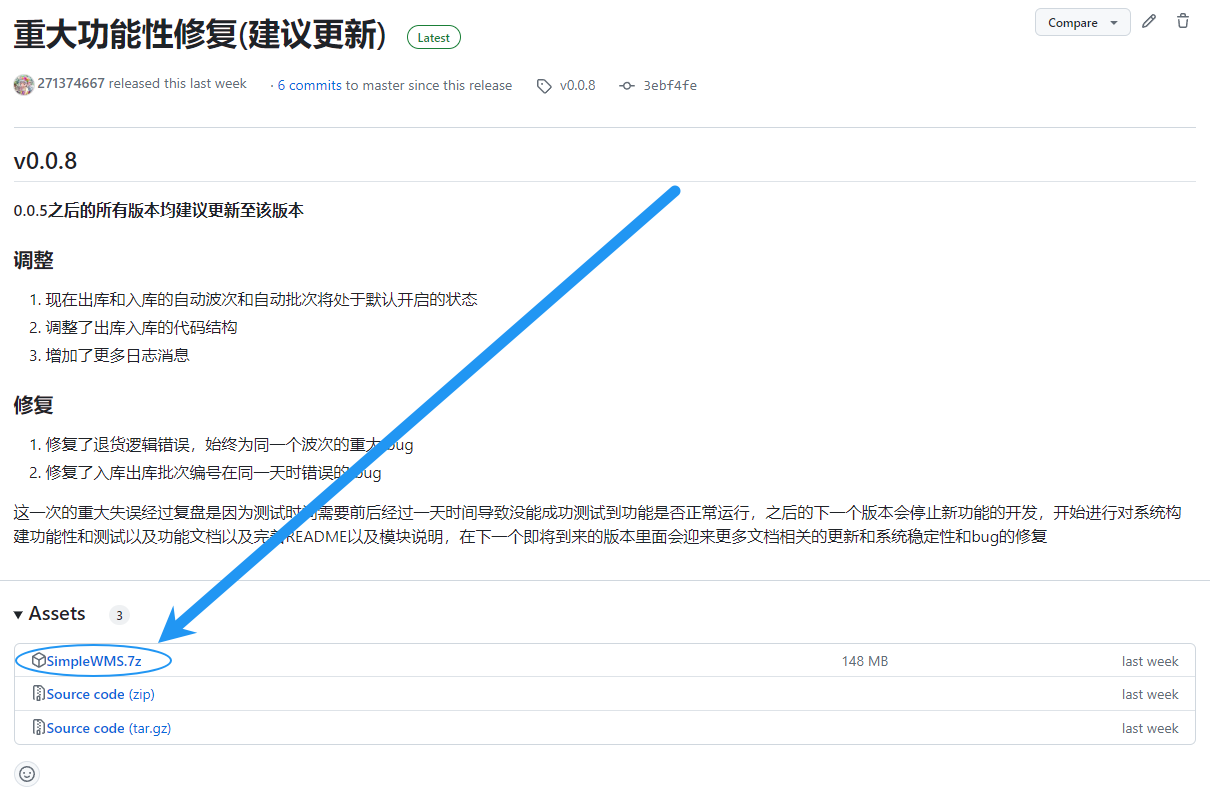 重大功能性修复(建议更新) Latest
Compare
271374667 released this last week · 6 commits to master since this release v0.0.8 3ebf4fe
v0.0.8
0.0.5之后的所有版本均建议更新至该版本
调整
1. 现在出库和入库的自动波次和自动批次将处于默认开启的状态
2. 调整了出库入库的代码结构
3. 增加了更多日志消息
修复
1. 修复了退货逻辑错误，始终为同一个波次的重大bug
2. 修复了入库出库批次编号在同一天时错误的bug
这一次的重大失误经过复盘是因为测试时间需要前后经过一天时间导致没能成功测试到功能是否正常运行，之后的下一个版本会停止新功能的开发，开始进行对系统构
建功能性和测试以及功能文档以及完善README以及模块说明，在下一个即将到来的版本里面会迎来更多文档相关的更新和系统稳定性和bug的修复
Assets 3
SimpleWMS.7z 148 MB last week
Source code (zip) last week
Source code (tar.gz) last week